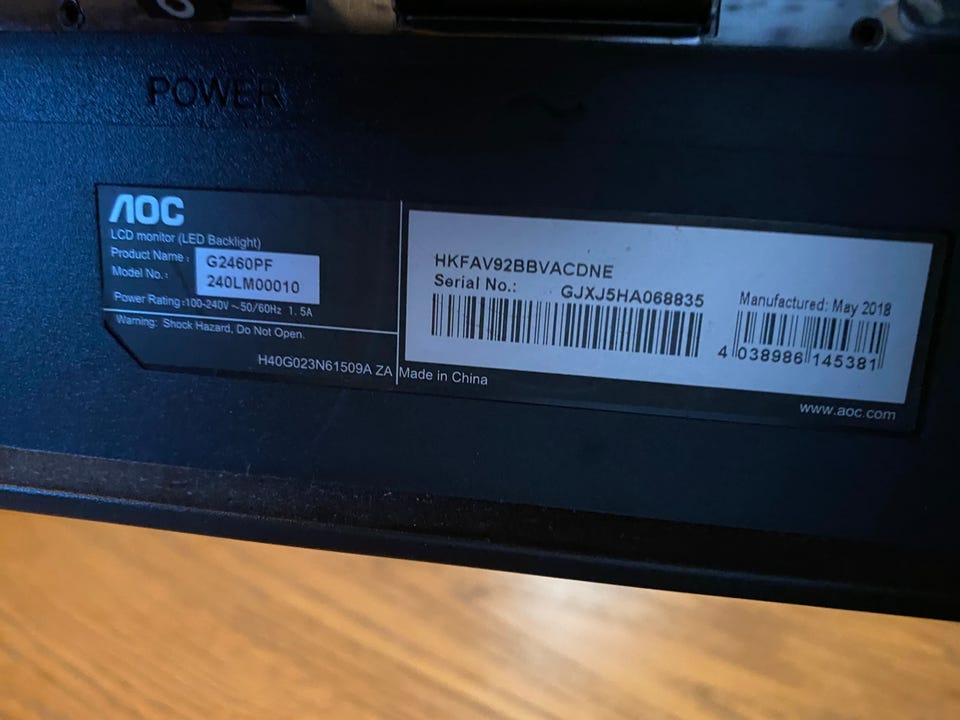 POWER
AOC
LCD monitor (LED Backlight)
Product Name : G2460PF
Model No.: 240LM00010
Power Rating:100-240V ~ 50/60Hz 1.5A
Warning: Shock Hazard, Do Not Open.
H40G023N61509A ZA
Made in China
HKFAV92BBVACDNE
Serial No.: GJXJ5HA068835
Manufactured: May 2018
4 038986 145381
www.aoc.com